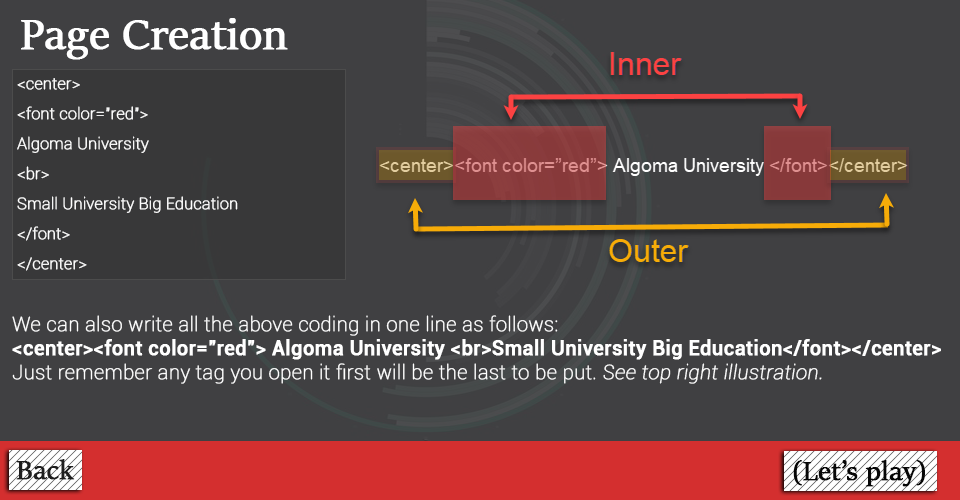 Page Creation
<center>
<font color="red">
Algoma University
<br>
Small University Big Education
</font>
</center>
Inner
<center><font color=”red”> Algoma University </font></center>
Outer
We can also write all the above coding in one line as follows:
<center><font color=”red”> Algoma University <br>Small University Big Education</font></center>
Just remember any tag you open it first will be the last to be put. See top right illustration.
Back
(Let’s play)